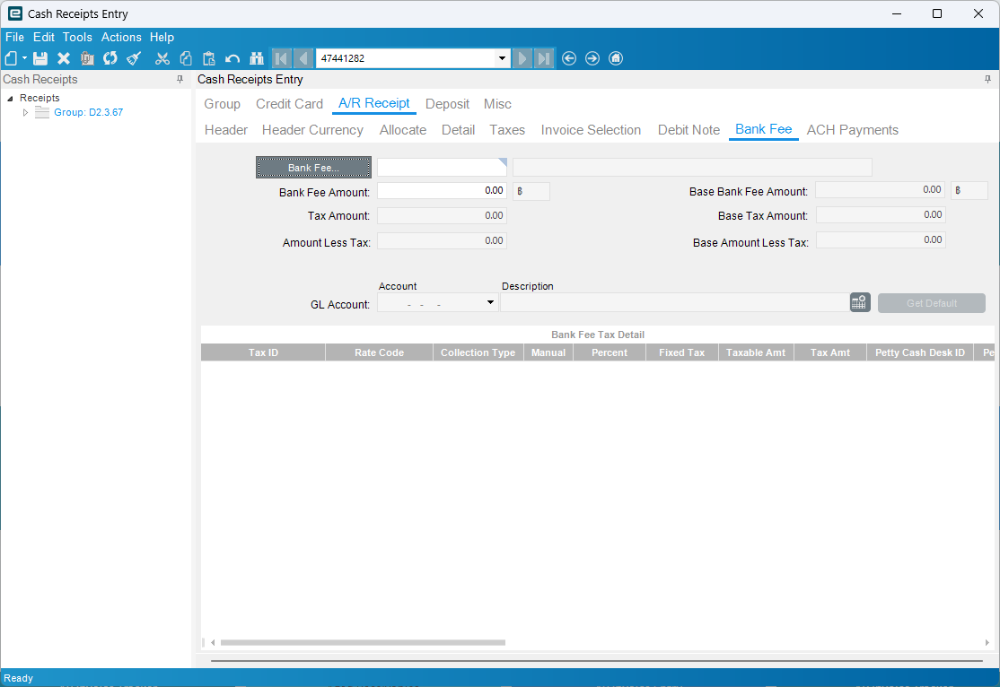 Cash Receipts Entry
File Edit Tools Actions Help
47441282
Cash Receipts
Cash Receipts Entry
Receipts
Group: D2.3.67
Group Credit Card A/R Receipt Deposit Misc
Header Header Currency Allocate Detail Taxes Invoice Selection Debit Note Bank Fee ACH Payments
Bank Fee...
Bank Fee Amount: 0.00 ฿ Base Bank Fee Amount: 0.00 ฿
Tax Amount: 0.00 Base Tax Amount: 0.00
Amount Less Tax: 0.00 Base Amount Less Tax: 0.00
Account Description
GL Account: - - - Get Default
Bank Fee Tax Detail
Tax ID Rate Code Collection Type Manual Percent Fixed Tax Taxable Amt Tax Amt Petty Cash Desk ID Pe
Ready